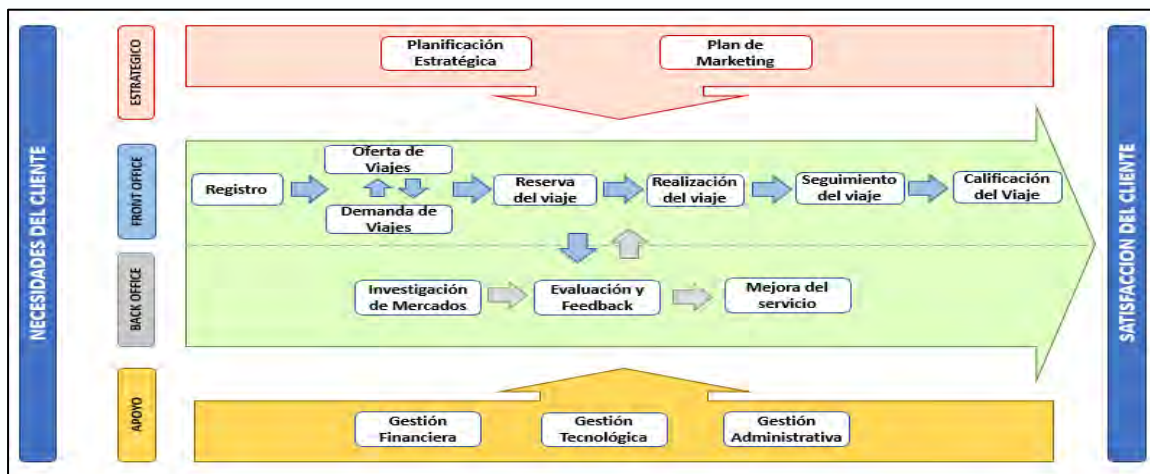 NECESIDADES DEL CLIENTE
ESTRATEGICO
Planificación
Estratégica
Plan de
Marketing
FRONT OFFICE
Registro
Oferta de
Viajes
Demanda de
Viajes
Reserva
del viaje
Realización
del viaje
Seguimiento
del viaje
Calificación
del Viaje
BACK OFFICE
Investigación
de Mercados
Evaluación y
Feedback
Mejora del
servicio
APOYO
Gestión
Financiera
Gestión
Tecnológica
Gestión
Administrativa
SATISFACCION DEL CLIENTE